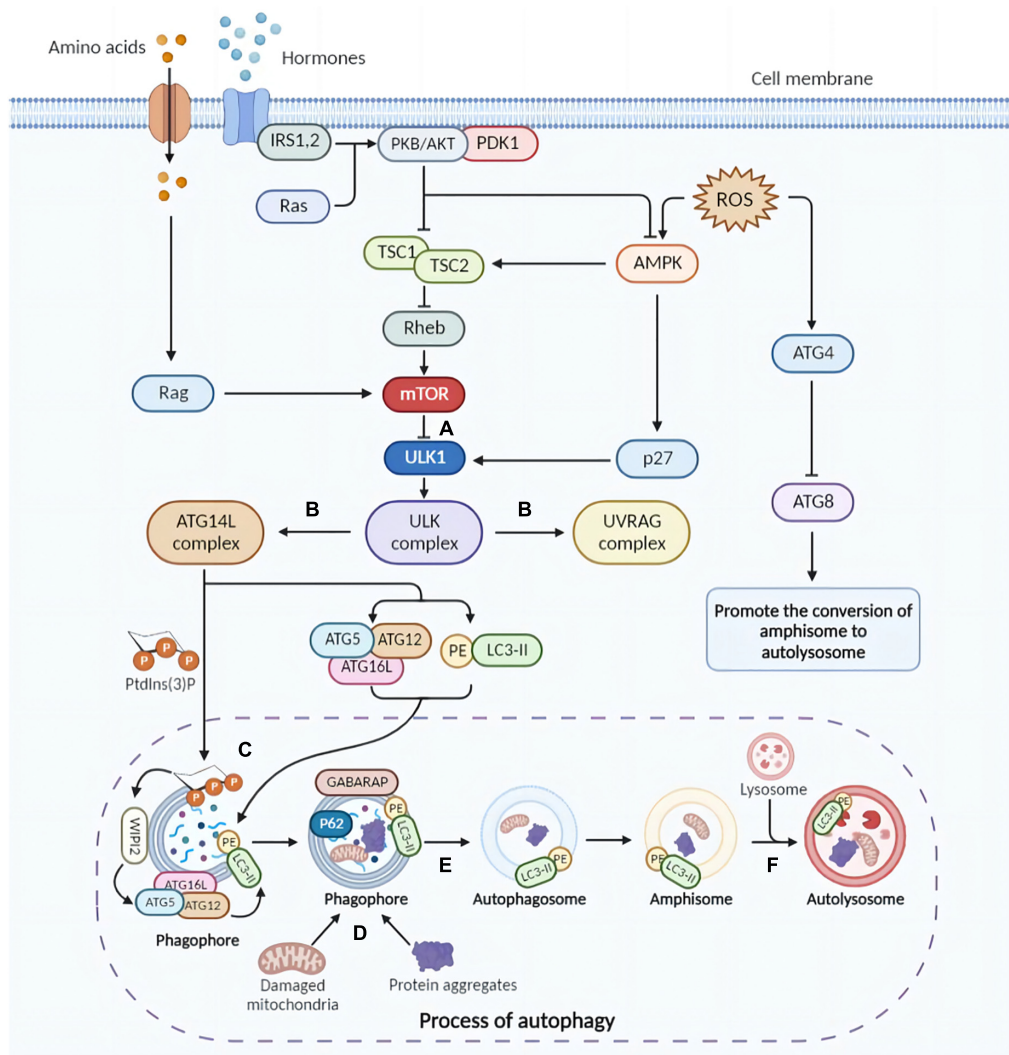 Amino acids
Hormones
Cell membrane
IRS1,2
PKB/AKT
PDK1
Ras
ROS
TSC1
TSC2
AMPK
Rheb
ATG4
Rag
mTOR
A
ULK1
p27
ATG8
ATG14L
complex
B
ULK
complex
B
UVRAG
complex
Promote the conversion of
amphisome to
autolysosome
ATG5
ATG12
ATG16L
PE
LC3-II
P
P
P
PtdIns(3)P
C
P
P
P
WIPI2
PE
LC3-II
ATG16L
ATG5
ATG12
Phagophore
GABARAP
P62
PE
LC3-II
Phagophore
D
Damaged
mitochondria
Protein aggregates
E
LC3-II
PE
Autophagosome
PE
LC3-II
Amphisome
Lysosome
F
LC3-II
PE
Autolysosome
Process of autophagy